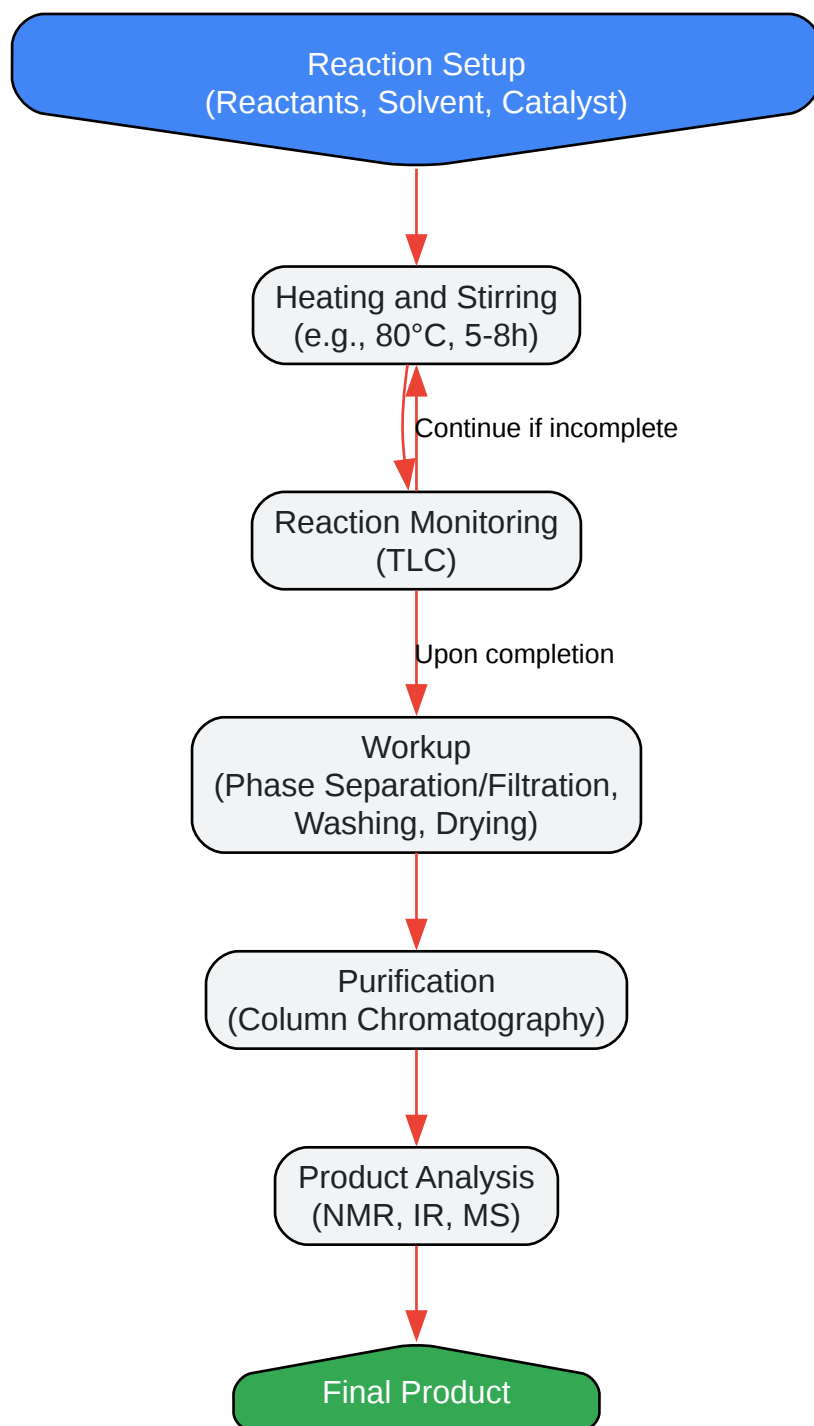 Reaction Setup
(Reactants, Solvent, Catalyst)
Heating and Stirring
(e.g., 80°C, 5-8h)
Continue if incomplete
Reaction Monitoring
(TLC)
Upon completion
Workup
(Phase Separation/Filtration,
Washing, Drying)
Purification
(Column Chromatography)
Product Analysis
(NMR, IR, MS)
Final Product